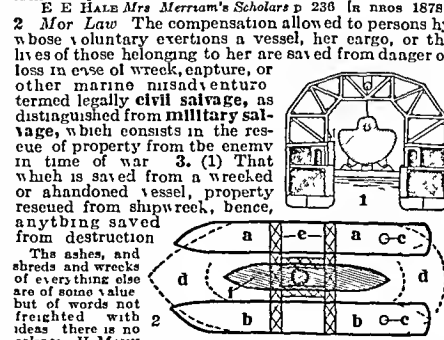 E E HALE Mrs Merriam's Scholars p 236 [R BROS 1878
2 Mar Law The compensation allowed to persons by
whose voluntary exertions a vessel, her cargo, or the
lives of those belonging to her are saved from danger o
loss in case of wreck, capture, or
other marine misadventure
termed legally civil salvage, as
distinguished from military sal-
vage, which consists in the res-
cue of property from the enemy
in time of war 3. (1) That
which is saved from a wrecked
or abandoned vessel, property
rescued from shipwreck, hence,
anything saved
from destruction
The ashes, and
shreds and wrecks
of everything else
are of some value
but of words not
freighted with
ideas there is no
1
a e a c
d d
f
2 b b c